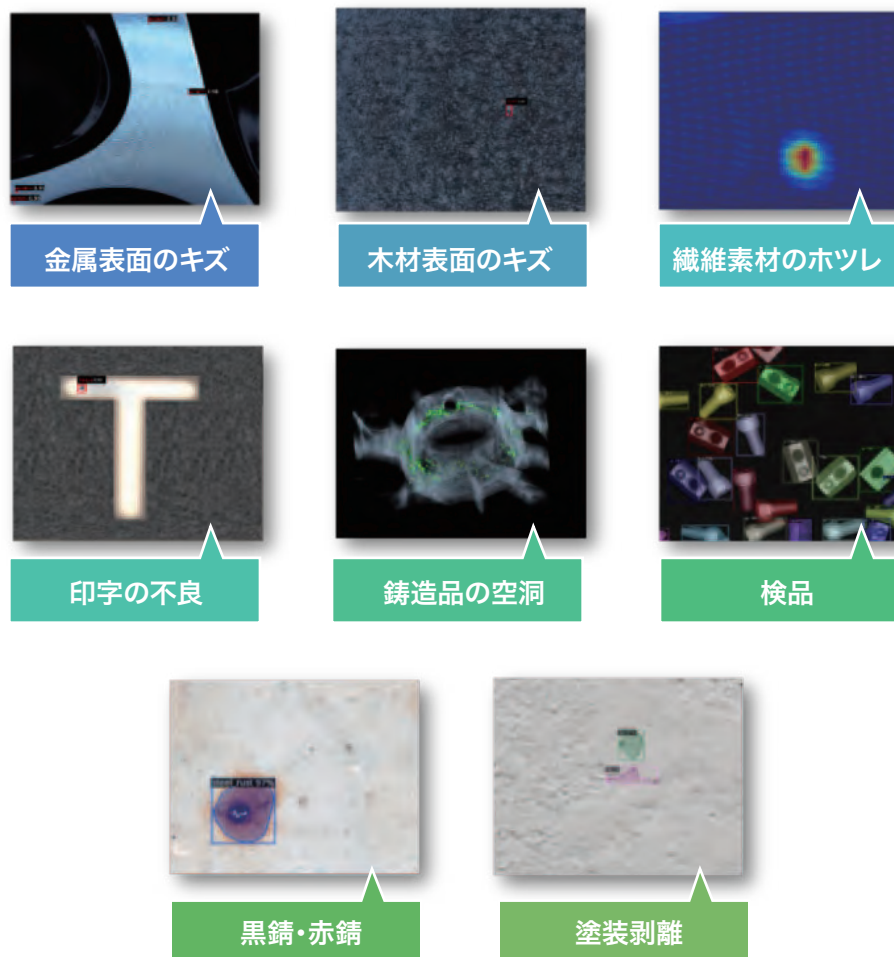 金属表面のキズ
木材表面のキズ
繊維素材のホツレ
T
印字の不良
鋳造品の空洞
検品
steel_rust 97%
黒錆・赤錆
塗装剥離